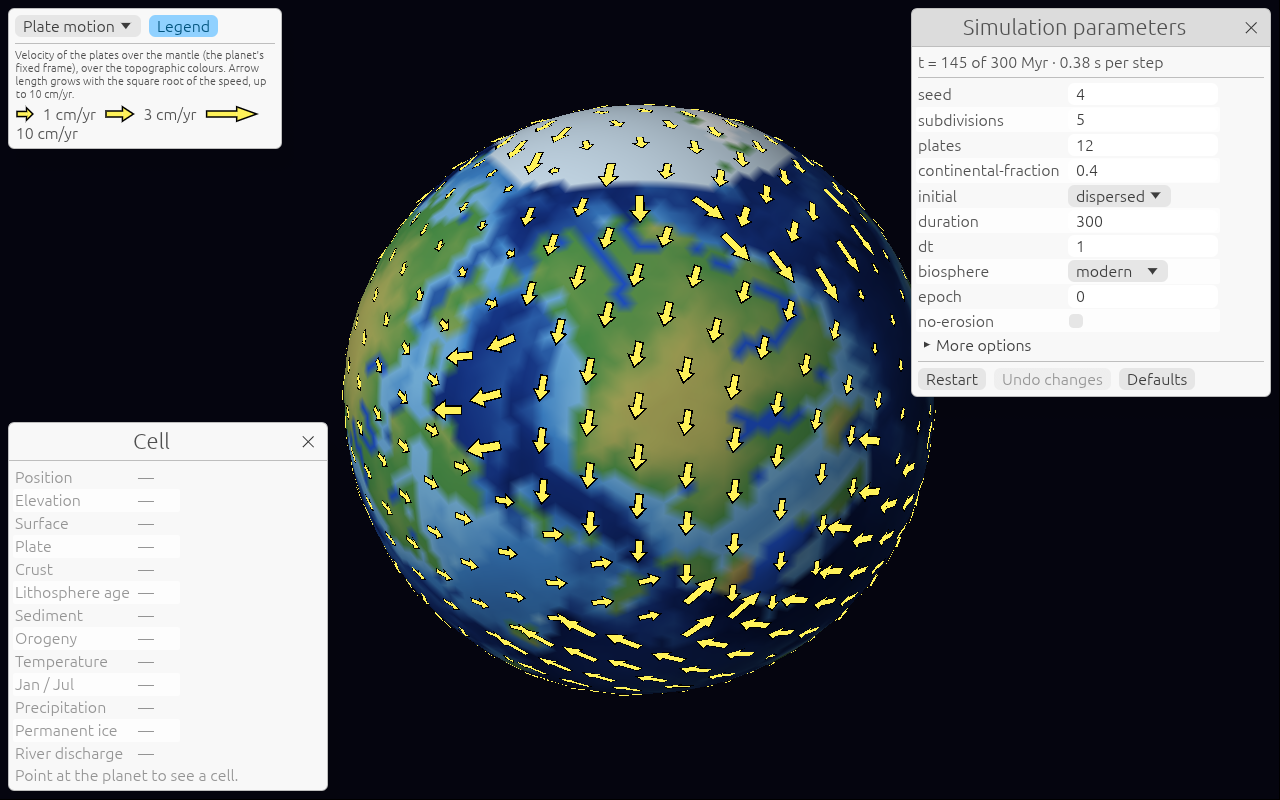 Plate motion
Legend
Velocity of the plates over the mantle (the planet's
fixed frame), over the topographic colours. Arrow
length grows with the square root of the speed, up
to 10 cm/yr.
1 cm/yr 3 cm/yr
10 cm/yr
Simulation parameters
t = 145 of 300 Myr · 0.38 s per step
seed 4
subdivisions 5
plates 12
continental-fraction 0.4
initial dispersed
duration 300
dt 1
biosphere modern
epoch 0
no-erosion
More options
Restart Undo changes Defaults
Cell
Position —
Elevation —
Surface —
Plate —
Crust —
Lithosphere age —
Sediment —
Orogeny —
Temperature —
Jan / Jul —
Precipitation —
Permanent ice —
River discharge —
Point at the planet to see a cell.